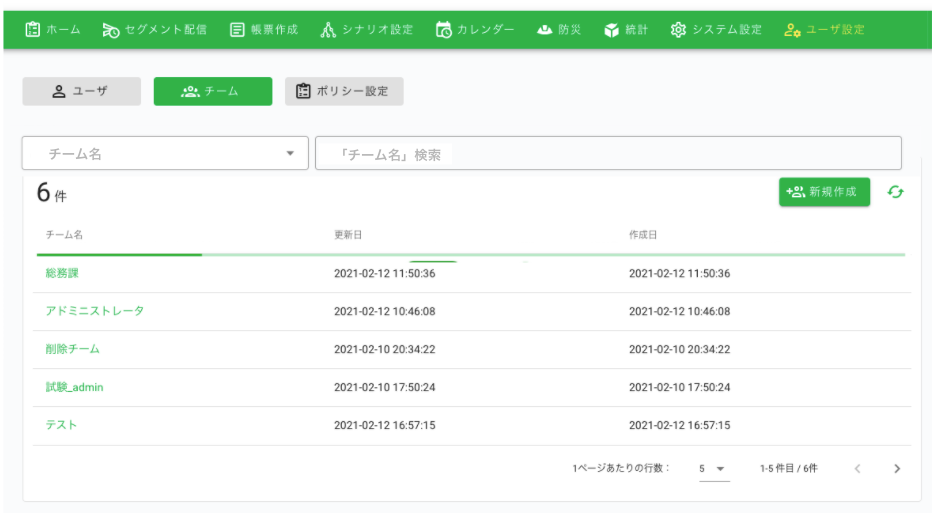 ホーム セグメント配信 帳票作成 シナリオ設定 カレンダー 防災 統計 システム設定 ユーザ設定
ユーザ チーム ポリシー設定
チーム名 「チーム名」検索
6 件 新規作成
チーム名 更新日 作成日
総務課 2021-02-12 11:50:36 2021-02-12 11:50:36
アドミニストレータ 2021-02-12 10:46:08 2021-02-12 10:46:08
削除チーム 2021-02-10 20:34:22 2021-02-10 20:34:22
試験_admin 2021-02-10 17:50:24 2021-02-10 17:50:24
テスト 2021-02-12 16:57:15 2021-02-12 16:57:15
1ページあたりの行数： 5 1-5 件目 / 6件